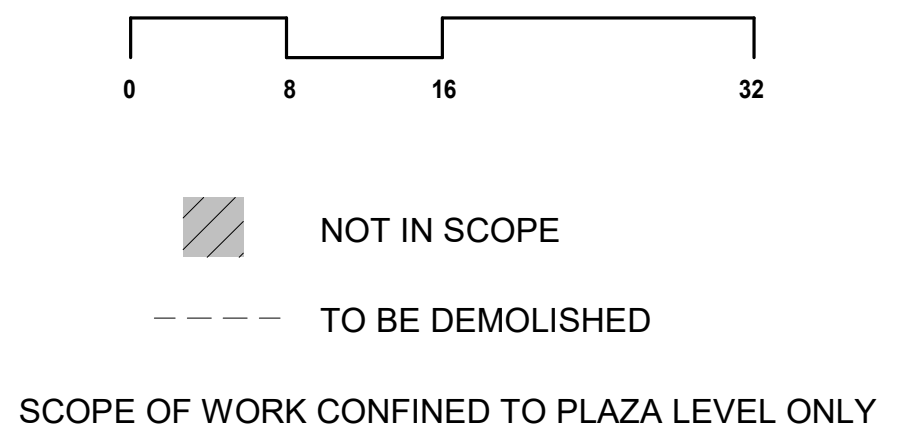 0 8 16 32
NOT IN SCOPE
TO BE DEMOLISHED
SCOPE OF WORK CONFINED TO PLAZA LEVEL ONLY